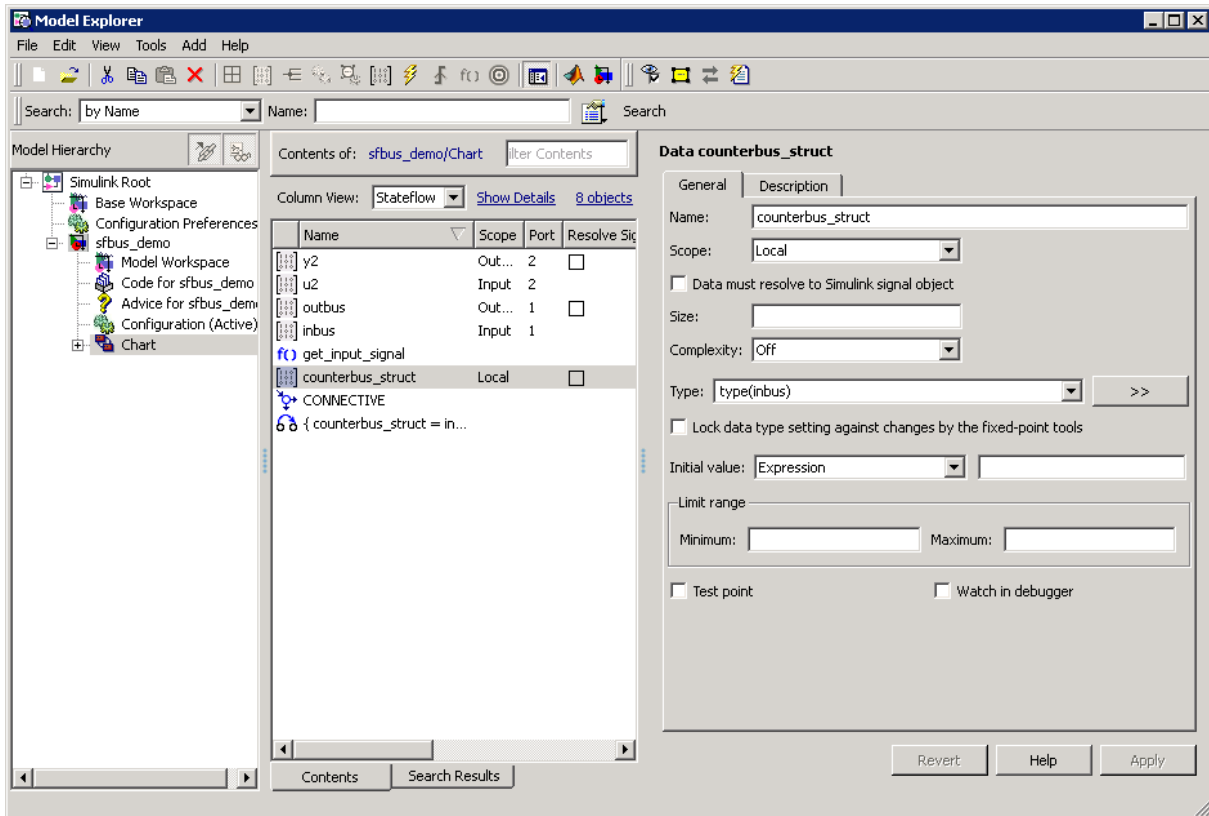 Model Explorer
File Edit View Tools Add Help
Search: by Name Name: Search
Model Hierarchy
Simulink Root
Base Workspace
Configuration Preferences
sfbus_demo
Model Workspace
Code for sfbus_demo
Advice for sfbus_dem
Configuration (Active)
Chart
Contents of: sfbus_demo/Chart ilter Contents
Column View: Stateflow Show Details 8 objects
Name Scope Port Resolve Sig
y2 Out... 2
u2 Input 2
outbus Out... 1
inbus Input 1
f() get_input_signal
counterbus_struct Local
CONNECTIVE
{ counterbus_struct = in...
Contents Search Results
Data counterbus_struct
General Description
Name: counterbus_struct
Scope: Local
Data must resolve to Simulink signal object
Size:
Complexity: Off
Type: type(inbus) >>
Lock data type setting against changes by the fixed-point tools
Initial value: Expression
Limit range
Minimum: Maximum:
Test point Watch in debugger
Revert Help Apply